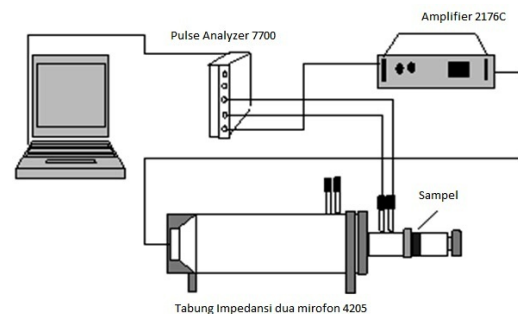 Amplifier 2176C
Pulse Analyzer 7700
Sampel
Tabung Impedansi dua mirofon 4205